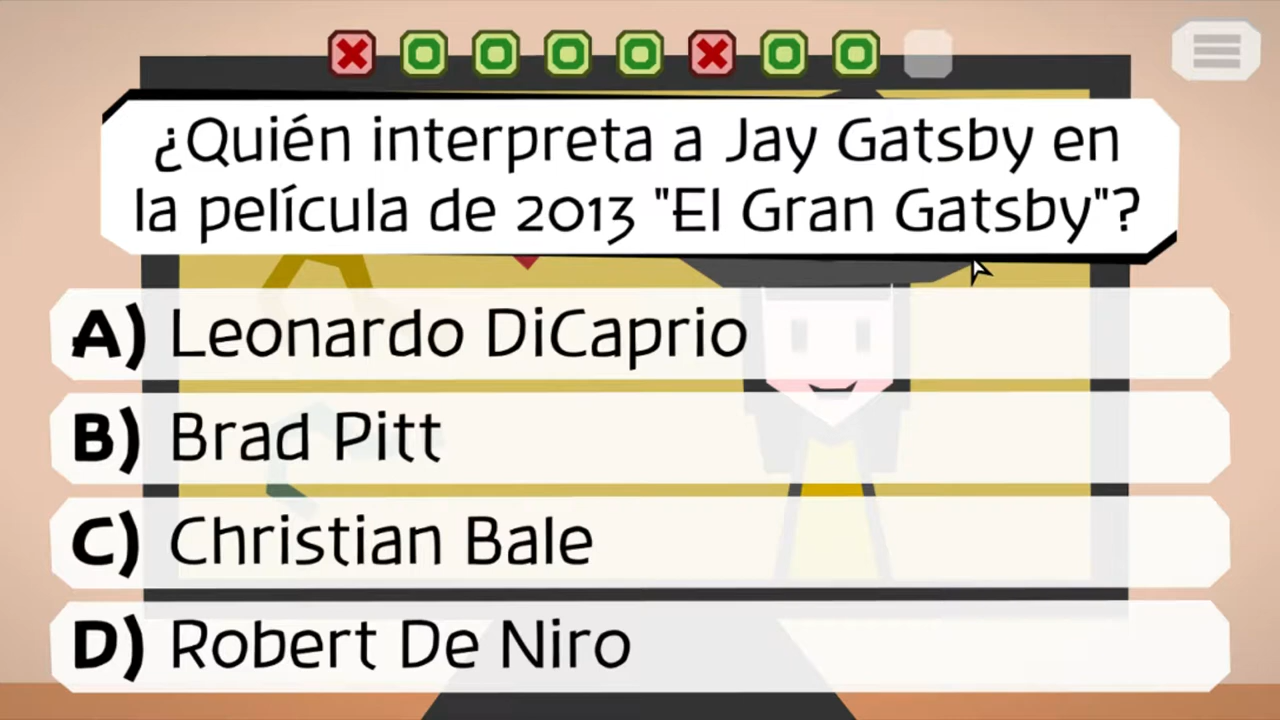 ¿Quién interpreta a Jay Gatsby en
la película de 2013 "El Gran Gatsby"?
A) Leonardo DiCaprio
B) Brad Pitt
C) Christian Bale
D) Robert De Niro